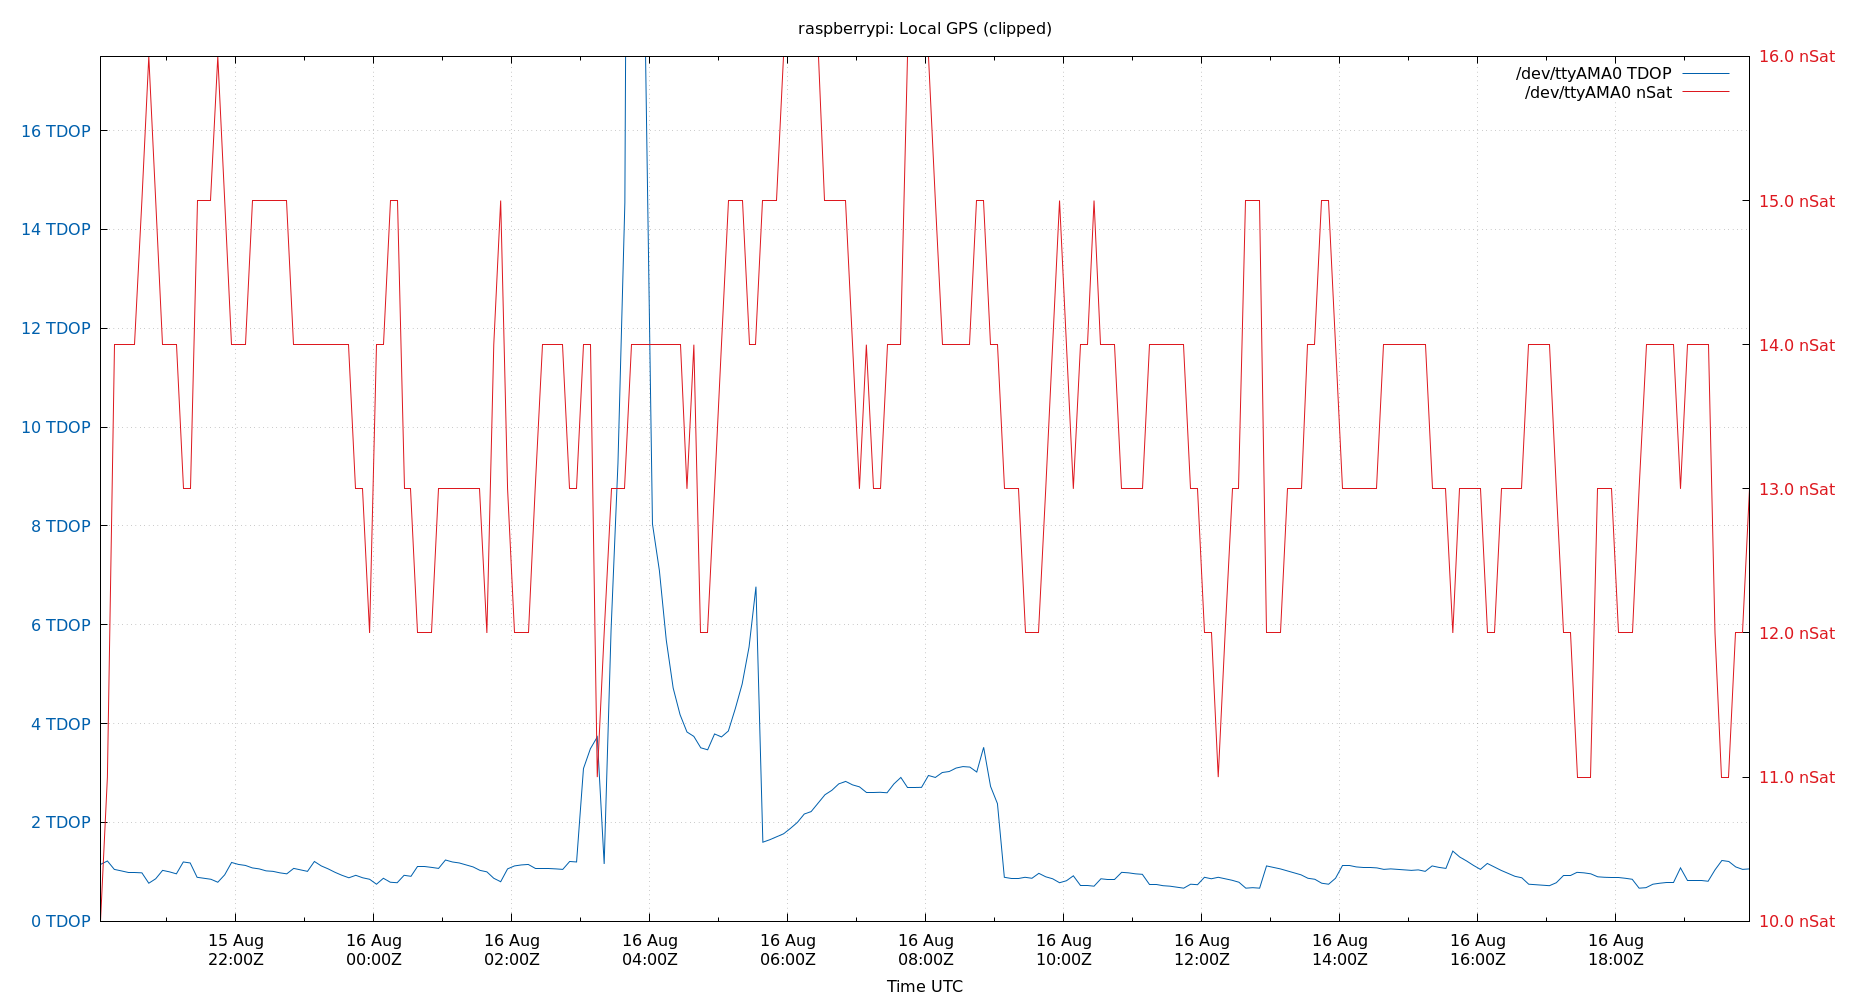 raspberrypi: Local GPS (clipped)
/dev/ttyAMA0 TDOP
/dev/ttyAMA0 nSat
16 TDOP
14 TDOP
12 TDOP
10 TDOP
8 TDOP
6 TDOP
4 TDOP
2 TDOP
0 TDOP
16.0 nSat
15.0 nSat
14.0 nSat
13.0 nSat
12.0 nSat
11.0 nSat
10.0 nSat
15 Aug
22:00Z
16 Aug
00:00Z
16 Aug
02:00Z
16 Aug
04:00Z
16 Aug
06:00Z
16 Aug
08:00Z
16 Aug
10:00Z
16 Aug
12:00Z
16 Aug
14:00Z
16 Aug
16:00Z
16 Aug
18:00Z
Time UTC